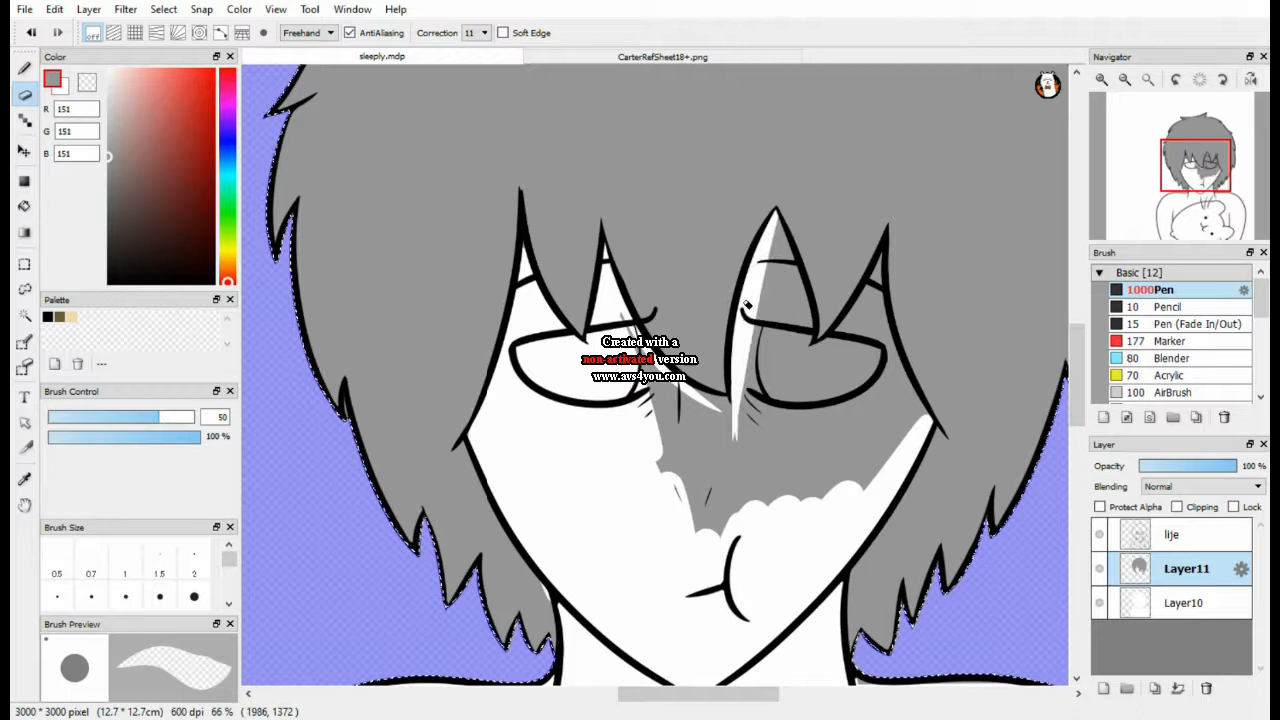 File Edit Layer Filter Select Snap Color View Tool Window Help
off Freehand AntiAliasing Correction 11 Soft Edge
Color
sleeply.mdp CarterRefSheet18+.png
Navigator
R 151
G 151
B 151
Palette
---
Brush Control
50
100 %
Brush Size
0.5 0.7 1 1.5 2
Brush Preview
Created with a
non-activated version
www.avs4you.com
Brush
Basic [12]
1000 Pen
10 Pencil
15 Pen (Fade In/Out)
177 Marker
80 Blender
70 Acrylic
100 AirBrush
Layer
Opacity 100 %
Blending Normal
Protect Alpha Clipping Lock
lije
Layer11
Layer10
3000 * 3000 pixel (12.7 * 12.7cm) 600 dpi 66 % ( 1986, 1372 )